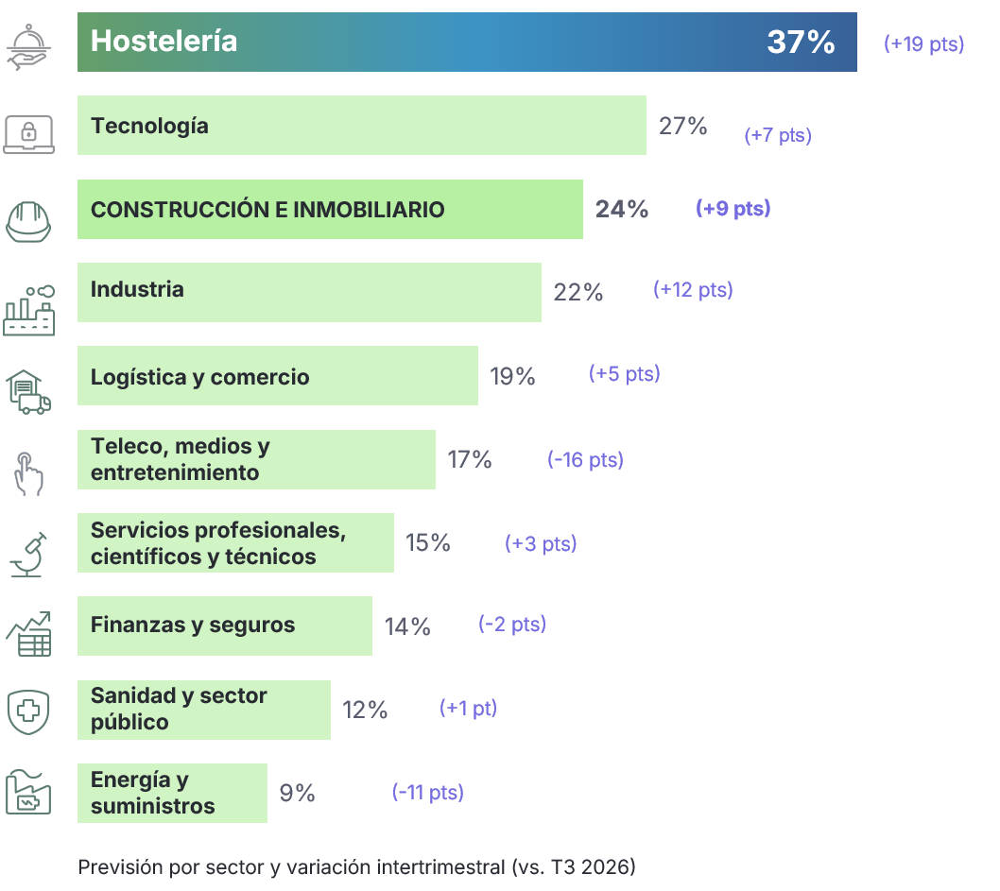 Hostelería 37% (+19 pts)
Tecnología 27% (+7 pts)
CONSTRUCCIÓN E INMOBILIARIO 24% (+9 pts)
Industria 22% (+12 pts)
Logística y comercio 19% (+5 pts)
Teleco, medios y
entretenimiento 17% (-16 pts)
Servicios profesionales,
científicos y técnicos 15% (+3 pts)
Finanzas y seguros 14% (-2 pts)
Sanidad y sector
público 12% (+1 pt)
Energía y
suministros 9% (-11 pts)
Previsión por sector y variación intertrimestral (vs. T3 2026)